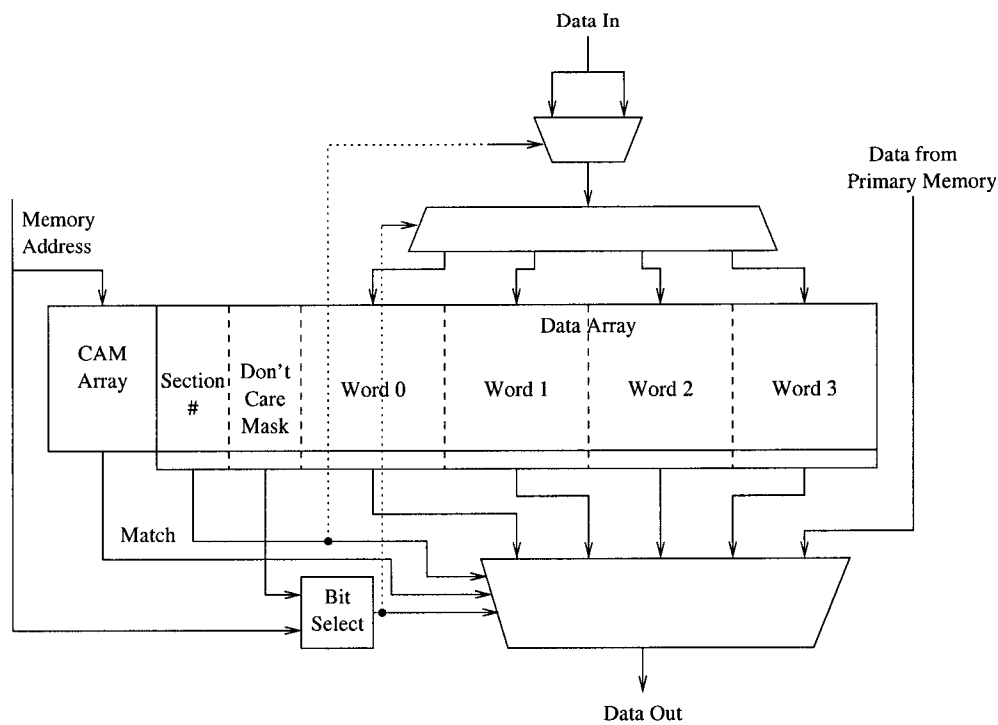 Data In
Data from
Primary Memory
Memory
Address
Data Array
CAM
Array
Section
#
Don't
Care
Mask
Word 0
Word 1
Word 2
Word 3
Match
Bit
Select
Data Out